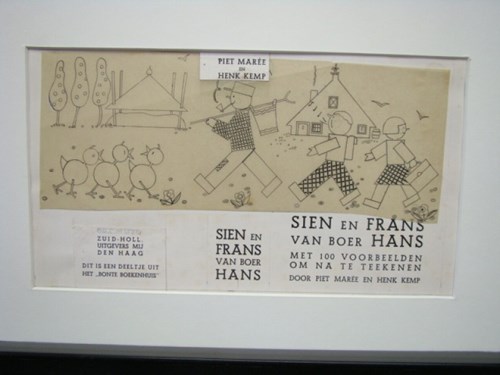 PIET MARÉE
EN
HENK KEMP
ZUID-HOLL.
UITGEVERS MIJ
DEN HAAG
DIT IS EEN DEELTJE UIT
HET „BONTE BOEKENHUIS"
SIEN EN
FRANS
VAN BOER
HANS
SIEN EN FRANS
VAN BOER HANS
MET 100 VOORBEELDEN
OM NA TE TEEKENEN
DOOR PIET MARÉE EN HENK KEMP